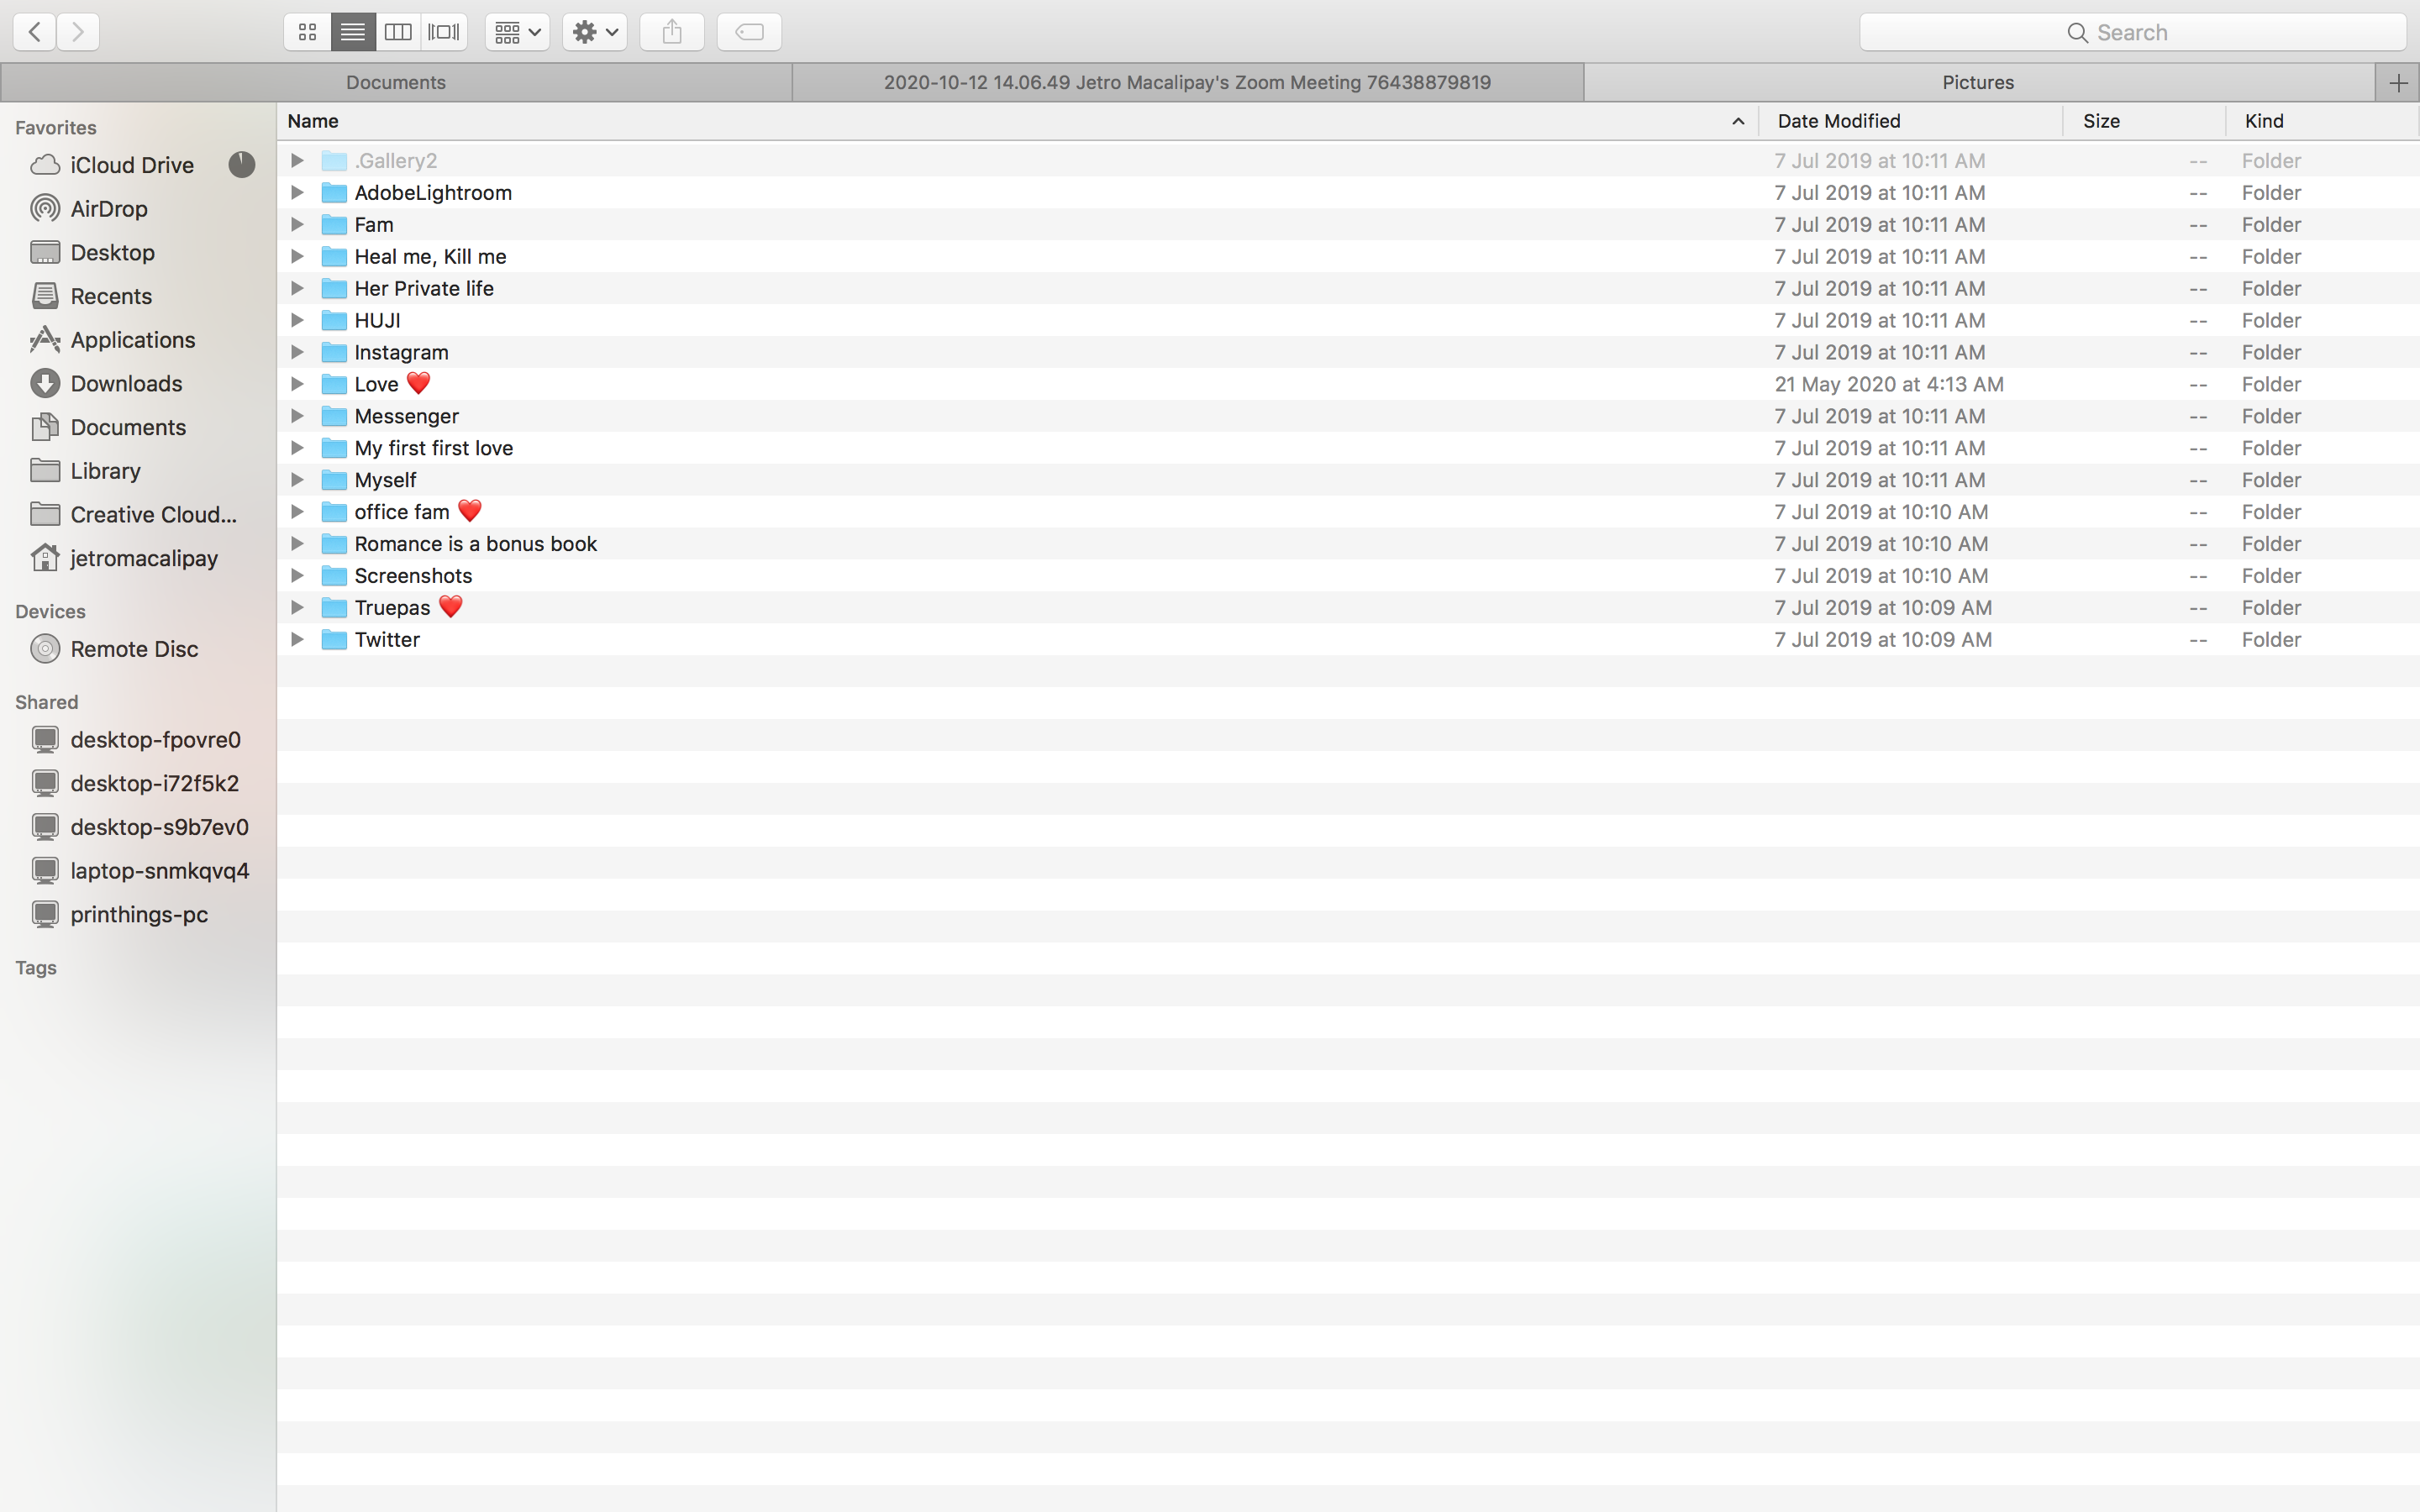 Search
Documents
2020-10-12 14.06.49 Jetro Macalipay's Zoom Meeting 76438879819
Pictures
Favorites
iCloud Drive
AirDrop
Desktop
Recents
Applications
Downloads
Documents
Library
Creative Cloud...
jetromacalipay
Devices
Remote Disc
Shared
desktop-fpovre0
desktop-i72f5k2
desktop-s9b7ev0
laptop-snmkqvq4
printhings-pc
Tags
Name Date Modified Size Kind
.Gallery2 7 Jul 2019 at 10:11 AM -- Folder
AdobeLightroom 7 Jul 2019 at 10:11 AM -- Folder
Fam 7 Jul 2019 at 10:11 AM -- Folder
Heal me, Kill me 7 Jul 2019 at 10:11 AM -- Folder
Her Private life 7 Jul 2019 at 10:11 AM -- Folder
HUJI 7 Jul 2019 at 10:11 AM -- Folder
Instagram 7 Jul 2019 at 10:11 AM -- Folder
Love ❤️ 21 May 2020 at 4:13 AM -- Folder
Messenger 7 Jul 2019 at 10:11 AM -- Folder
My first first love 7 Jul 2019 at 10:11 AM -- Folder
Myself 7 Jul 2019 at 10:11 AM -- Folder
office fam ❤️ 7 Jul 2019 at 10:10 AM -- Folder
Romance is a bonus book 7 Jul 2019 at 10:10 AM -- Folder
Screenshots 7 Jul 2019 at 10:10 AM -- Folder
Truepas ❤️ 7 Jul 2019 at 10:09 AM -- Folder
Twitter 7 Jul 2019 at 10:09 AM -- Folder